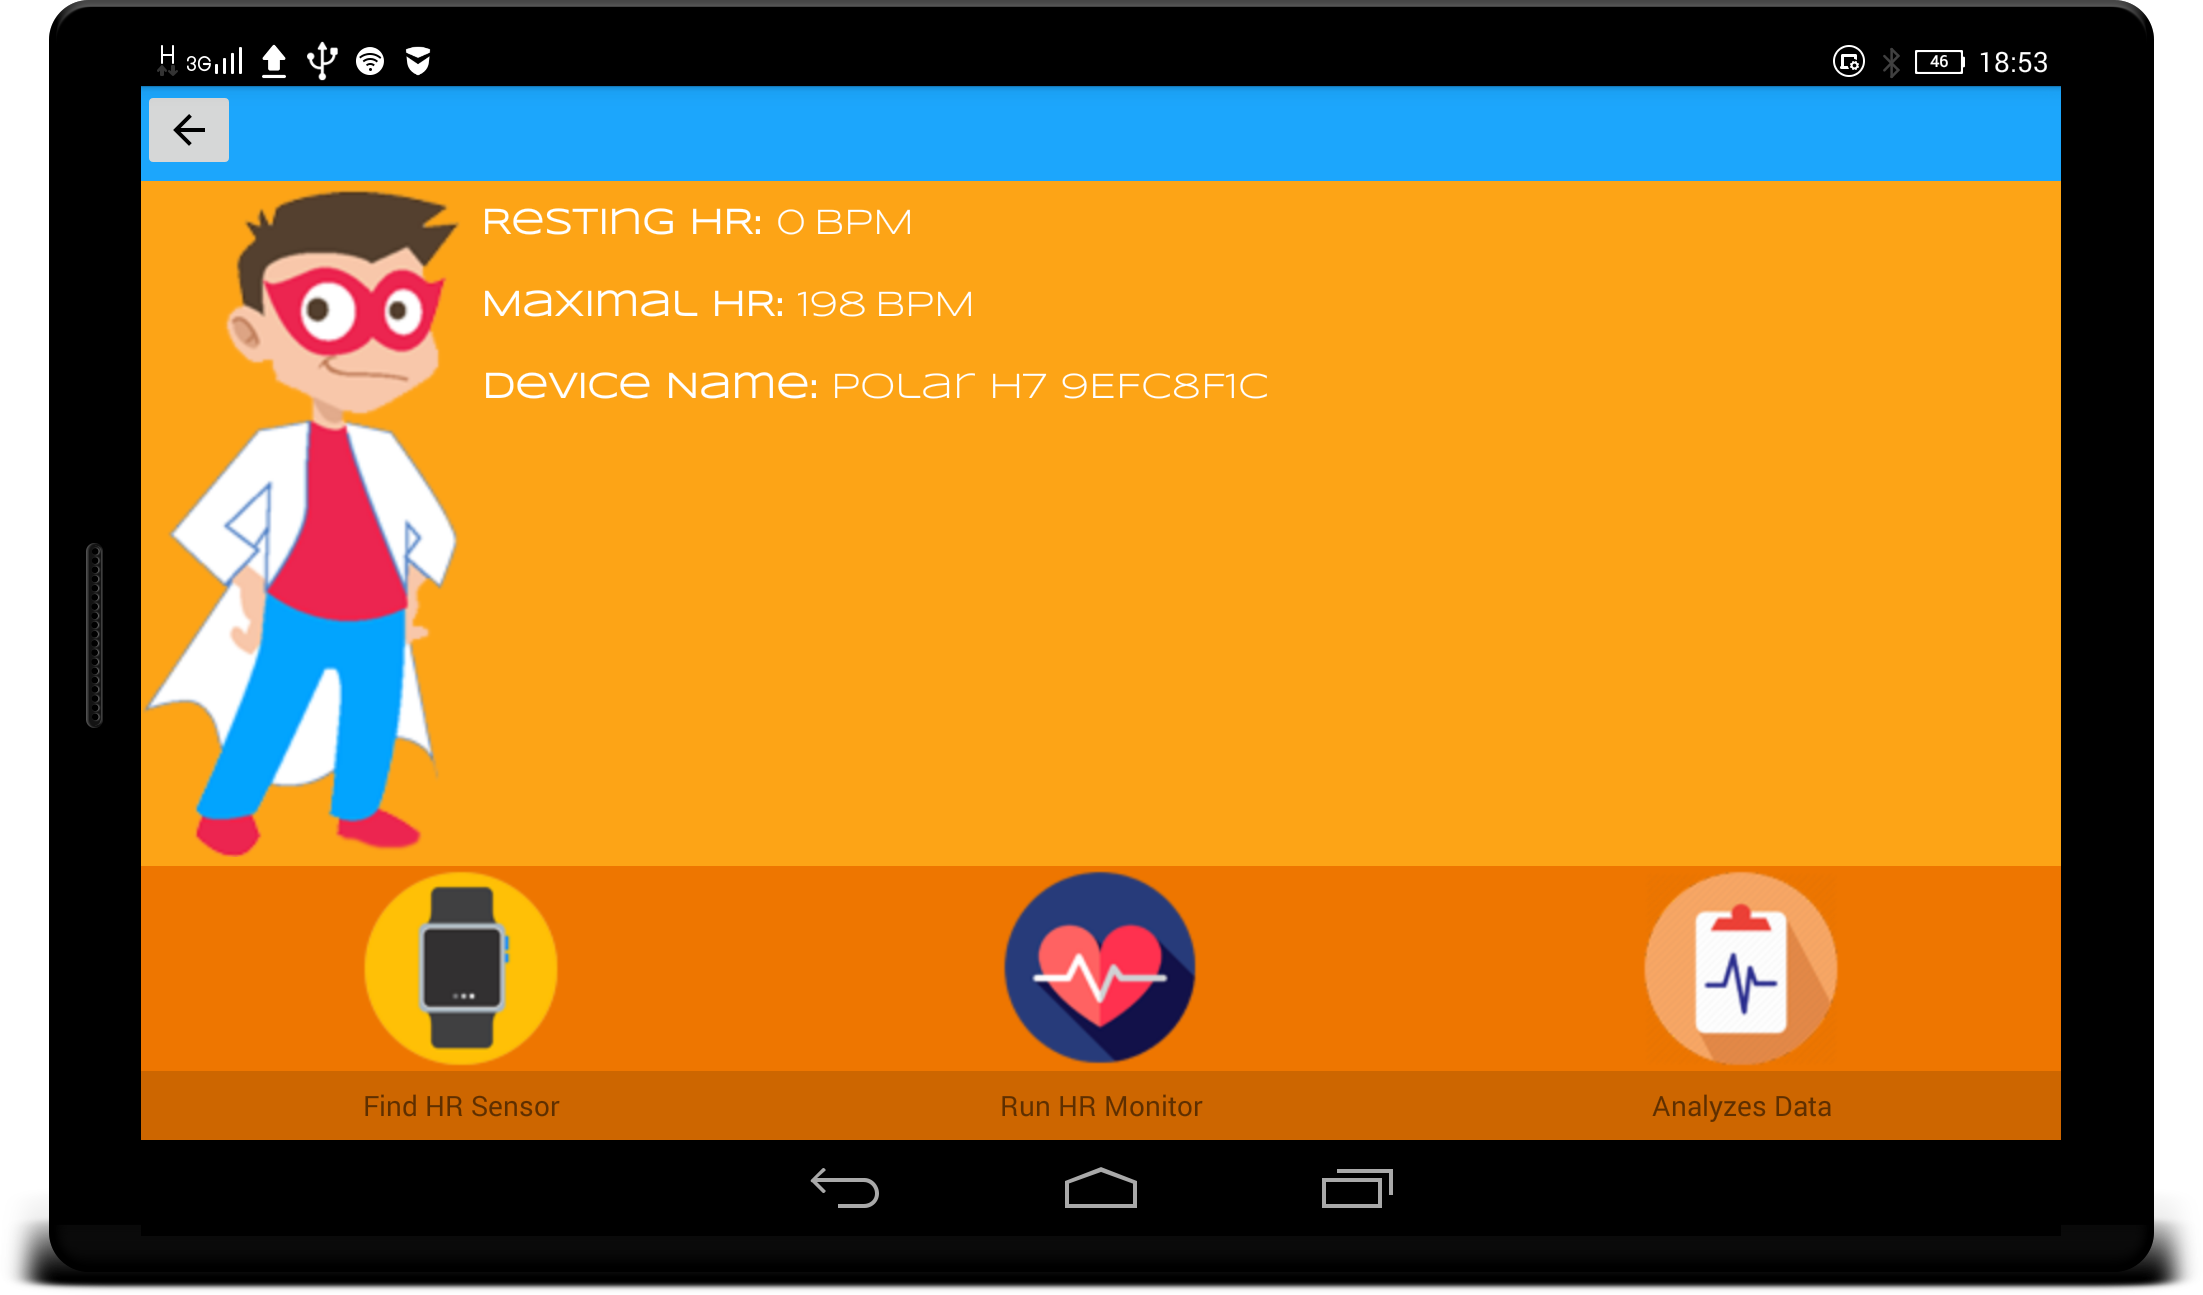 H 3G 46 18:53
Resting HR: 0 BPM
Maximal HR: 198 BPM
Device Name: Polar H7 9EFC8F1C
Find HR Sensor Run HR Monitor Analyzes Data